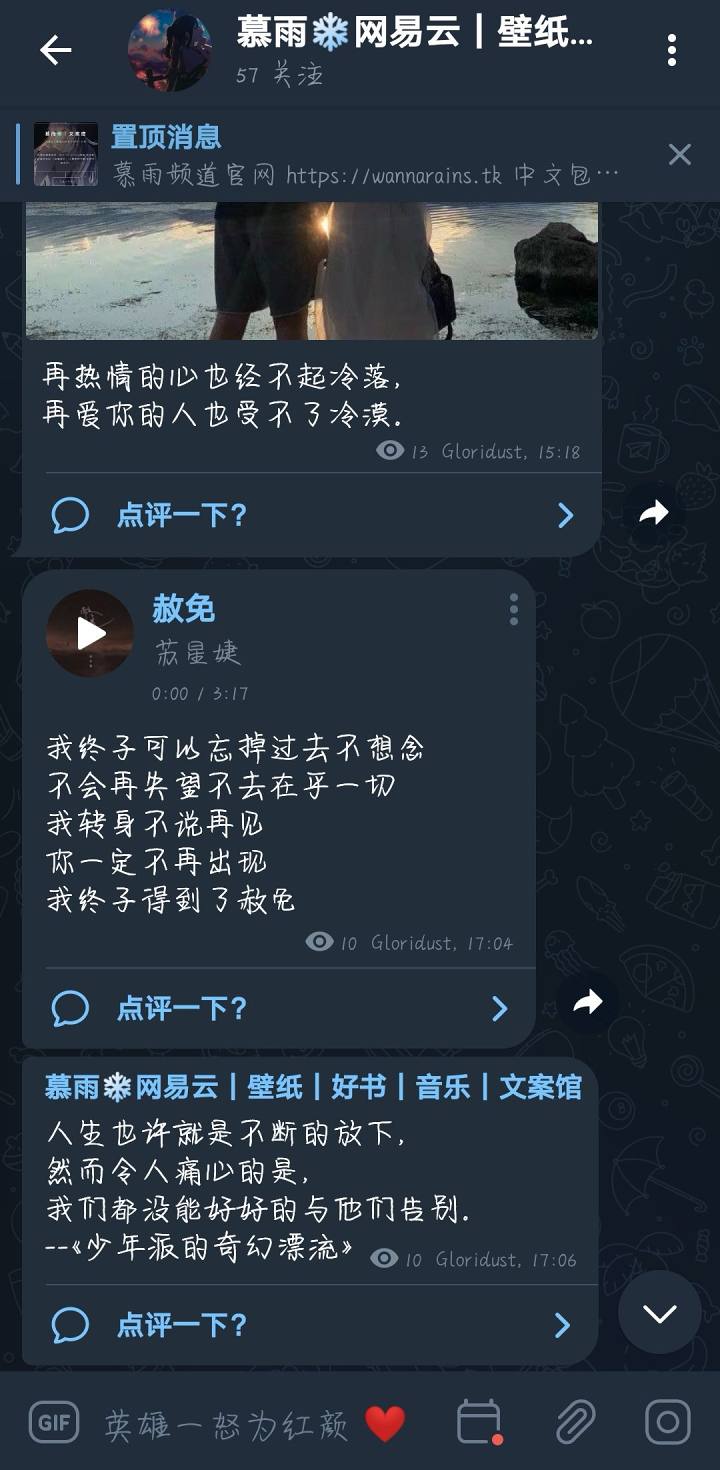 慕雨❄️网易云 | 壁纸...
57 关注
置顶消息
慕雨频道官网 https://wannarains.tk 中文包…
再热情的心也经不起冷落,
再爱你的人也受不了冷漠.
13 Gloridust, 15:18
点评一下?
赦免
苏星婕
0:00 / 3:17
我终于可以忘掉过去不想念
不会再失望不去在乎一切
我转身不说再见
你一定不再出现
我终于得到了赦免
10 Gloridust, 17:04
点评一下?
慕雨❄️网易云 | 壁纸 | 好书 | 音乐 | 文案馆
人生也许就是不断的放下,
然而令人痛心的是,
我们都没能好好的与他们告别.
--《少年派的奇幻漂流》
10 Gloridust, 17:06
点评一下?
GIF 英雄一怒为红颜 ❤️